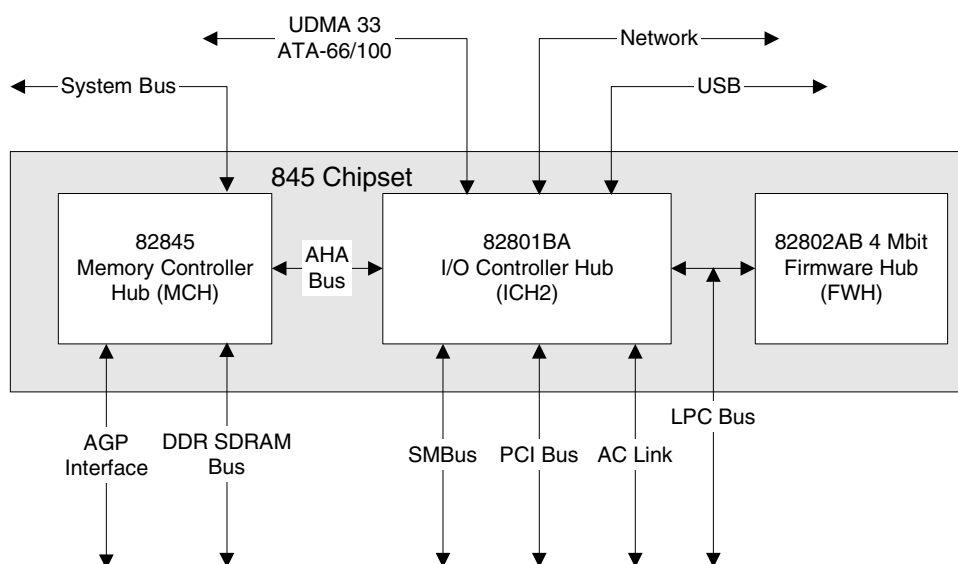 UDMA 33
ATA-66/100
Network
System Bus
USB
845 Chipset
82845
Memory Controller
Hub (MCH)
AHA
Bus
82801BA
I/O Controller Hub
(ICH2)
82802AB 4 Mbit
Firmware Hub
(FWH)
AGP
Interface
DDR SDRAM
Bus
SMBus
PCI Bus
AC Link
LPC Bus